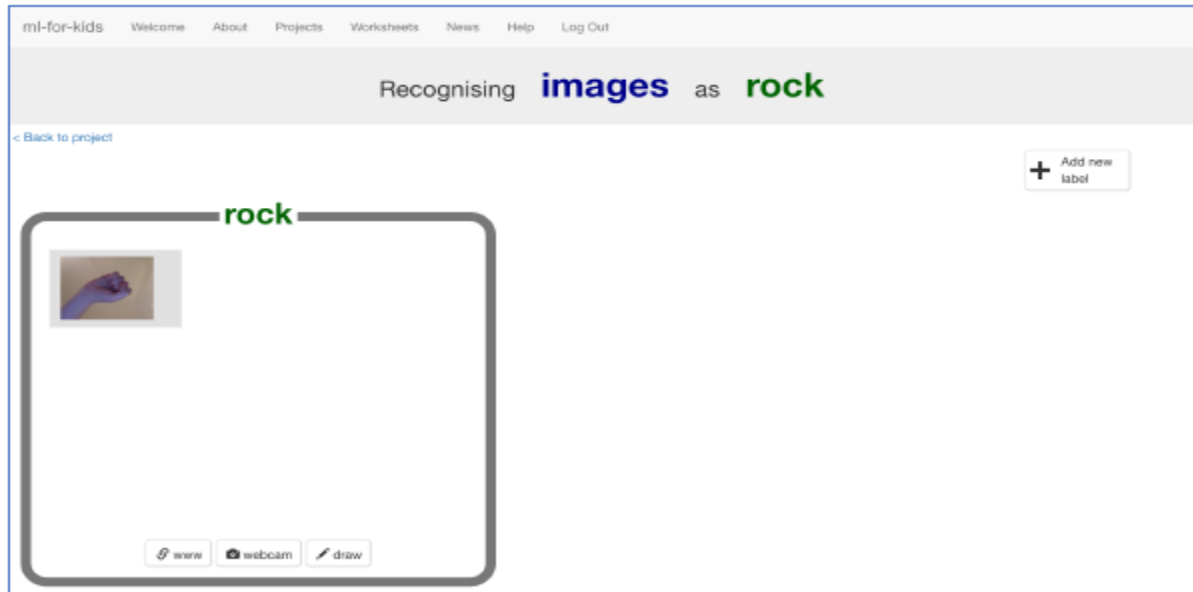 ml-for-kids Welcome About Projects Worksheets News Help Log Out
Recognising images as rock
< Back to project
Add new
label
rock
www webcam draw